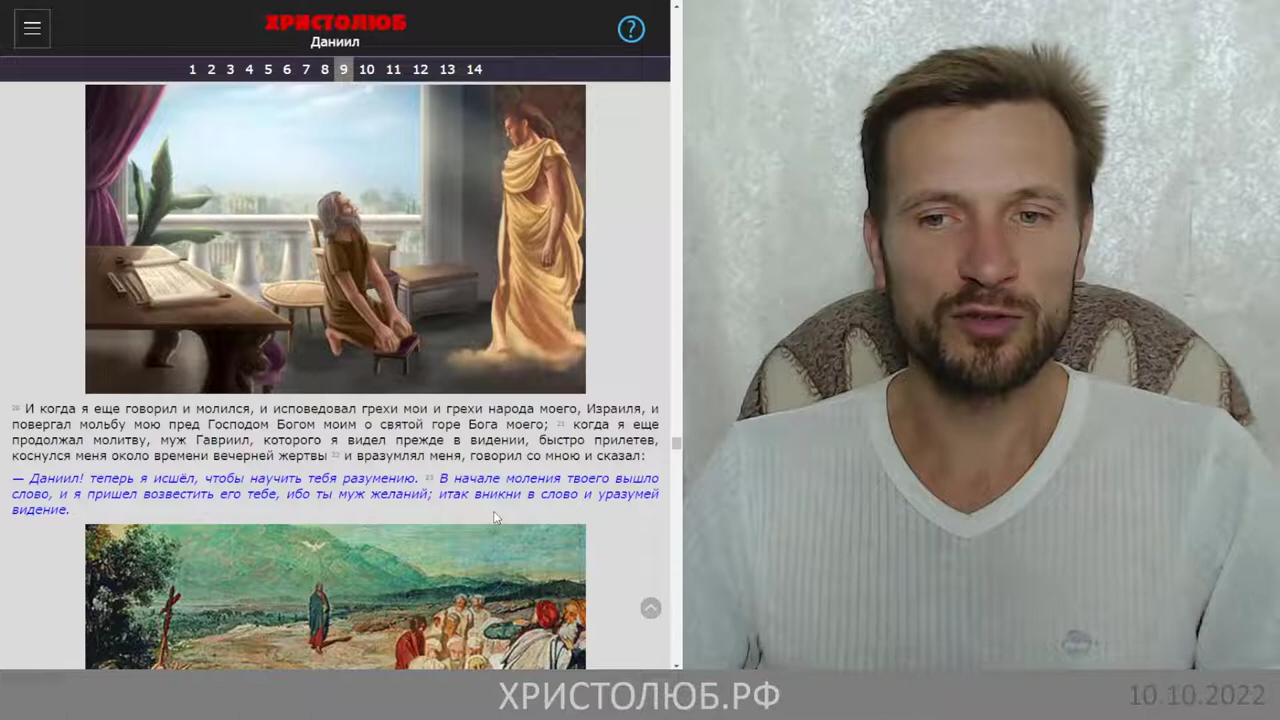 ХРИСТОЛЮБ
Даниил
1 2 3 4 5 6 7 8 9 10 11 12 13 14
20 И когда я еще говорил и молился, и исповедовал грехи мои и грехи народа моего, Израиля, и
повергал мольбу мою пред Господом Богом моим о святой горе Бога моего; 21 когда я еще
продолжал молитву, муж Гавриил, которого я видел прежде в видении, быстро прилетев,
коснулся меня около времени вечерней жертвы 22 и вразумлял меня, говорил со мною и сказал:
— Даниил! теперь я исшёл, чтобы научить тебя разумению. 23 В начале моления твоего вышло
слово, и я пришел возвестить его тебе, ибо ты муж желаний; итак вникни в слово и уразумей
видение.
ХРИСТОЛЮБ.РФ
10.10.2022